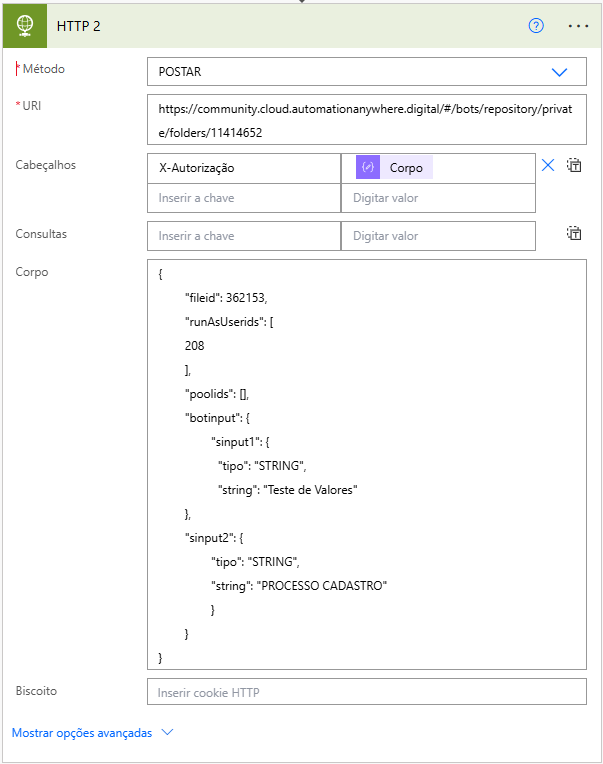 HTTP 2
* Método
POSTAR
* URI
https://community.cloud.automationanywhere.digital/#/bots/repository/privat
e/folders/11414652
Cabeçalhos
X-Autorização
Corpo
Inserir a chave
Digitar valor
Consultas
Inserir a chave
Digitar valor
Corpo
{
"fileid": 362153,
"runAsUserids": [
208
],
"poolids": [],
"botinput": {
"sinput1": {
"tipo": "STRING",
"string": "Teste de Valores"
},
"sinput2": {
"tipo": "STRING",
"string": "PROCESSO CADASTRO"
}
}
}
Biscoito
Inserir cookie HTTP
Mostrar opções avançadas